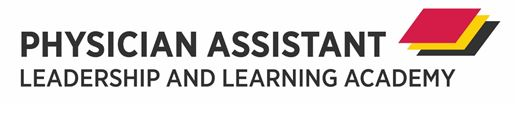 PHYSICIAN ASSISTANT
LEADERSHIP AND LEARNING ACADEMY